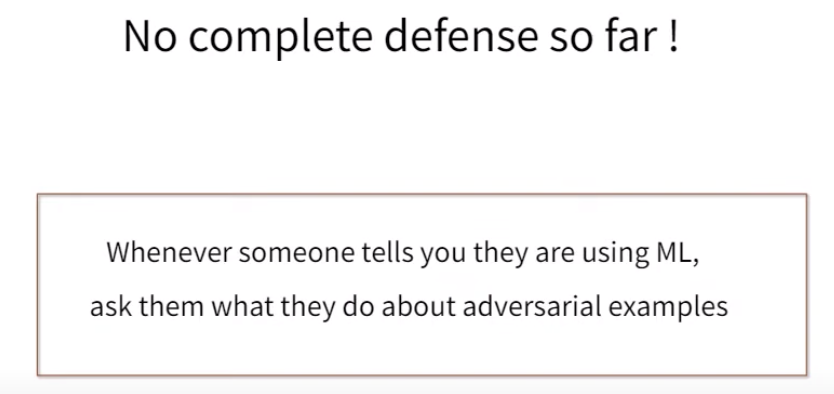 No complete defense so far !
Whenever someone tells you they are using ML,
ask them what they do about adversarial examples